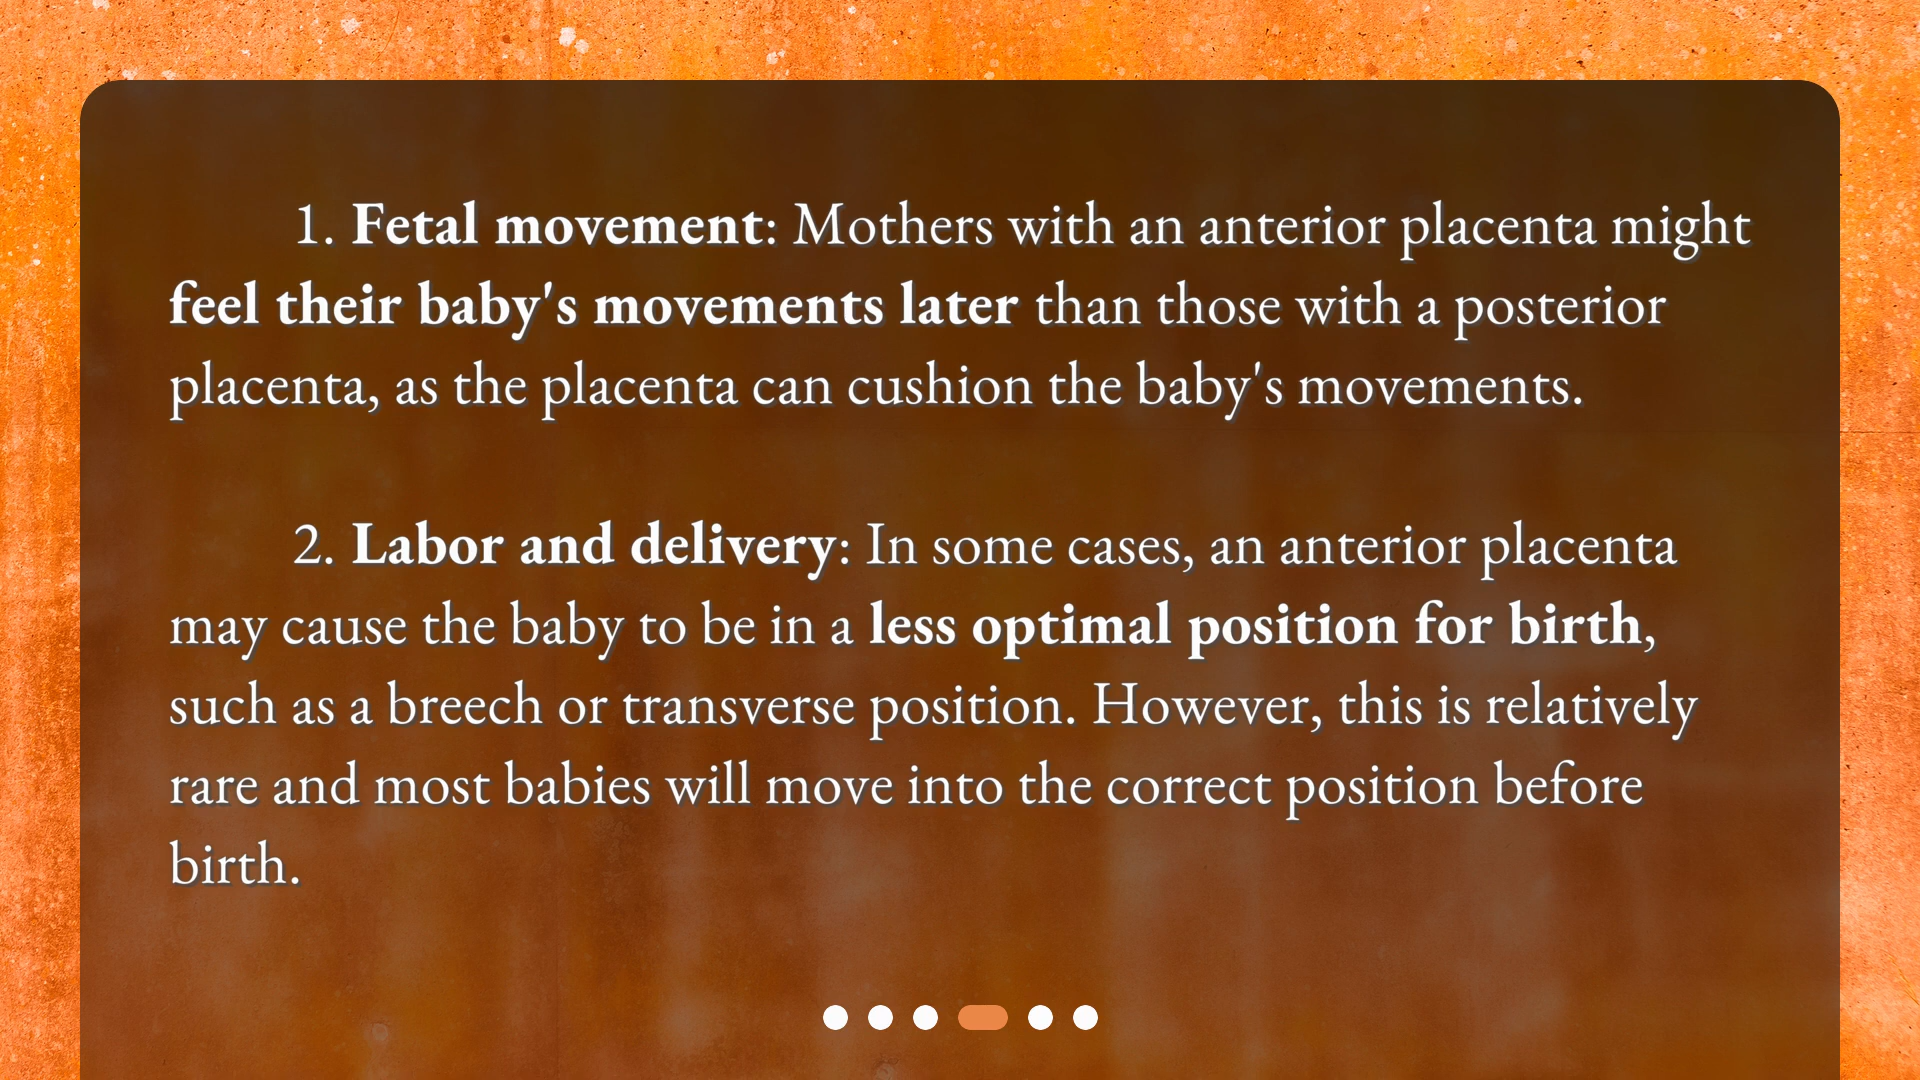 1. Fetal movement: Mothers with an anterior placenta might
feel their baby's movements later than those with a posterior
placenta, as the placenta can cushion the baby's movements.
2. Labor and delivery: In some cases, an anterior placenta
may cause the baby to be in a less optimal position for birth,
such as a breech or transverse position. However, this is relatively
rare and most babies will move into the correct position before
birth.